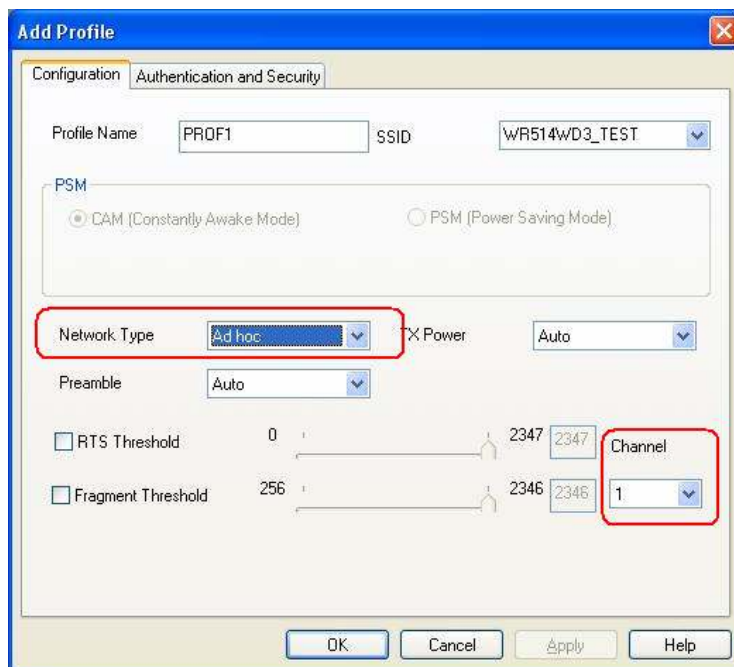 Add Profile
Configuration Authentication and Security
Profile Name PROF1 SSID WR514WD3_TEST
PSM
CAM (Constantly Awake Mode) PSM (Power Saving Mode)
Network Type Ad hoc TX Power Auto
Preamble Auto
RTS Threshold 0 2347 2347
Channel
Fragment Threshold 256 2346 2346 1
OK Cancel Apply Help